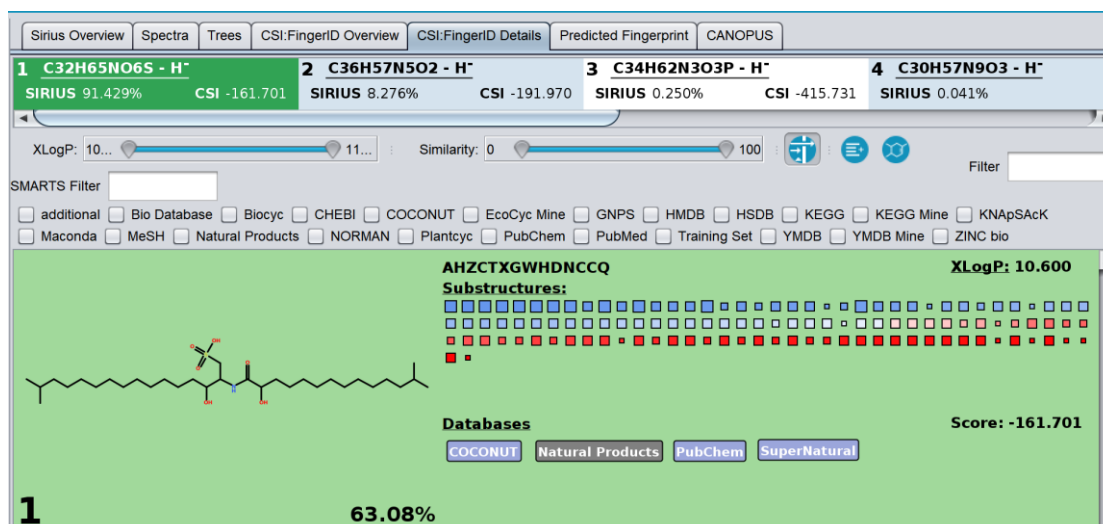 Sirius Overview Spectra Trees CSI:FingerID Overview CSI:FingerID Details Predicted Fingerprint CANOPUS
1 C32H65NO6S - H- 2 C36H57N5O2 - H- 3 C34H62N3O3P - H- 4 C30H57N9O3 - H-
SIRIUS 91.429% CSI -161.701 SIRIUS 8.276% CSI -191.970 SIRIUS 0.250% CSI -415.731 SIRIUS 0.041%
XLogP: 10... 11... Similarity: 0 100
Filter
SMARTS Filter
additional Bio Database Biocyc CHEBI COCONUT EcoCyc Mine GNPS HMDB HSDB KEGG KEGG Mine KNApSAcK
Maconda MeSH Natural Products NORMAN Plantcyc PubChem PubMed Training Set YMDB YMDB Mine ZINC bio
AHZCTXGWHDNCCQ XLogP: 10.600
Substructures:
OH
O
S
O
O
N
H
OH
OH
Databases Score: -161.701
COCONUT Natural Products PubChem SuperNatural
1 63.08%